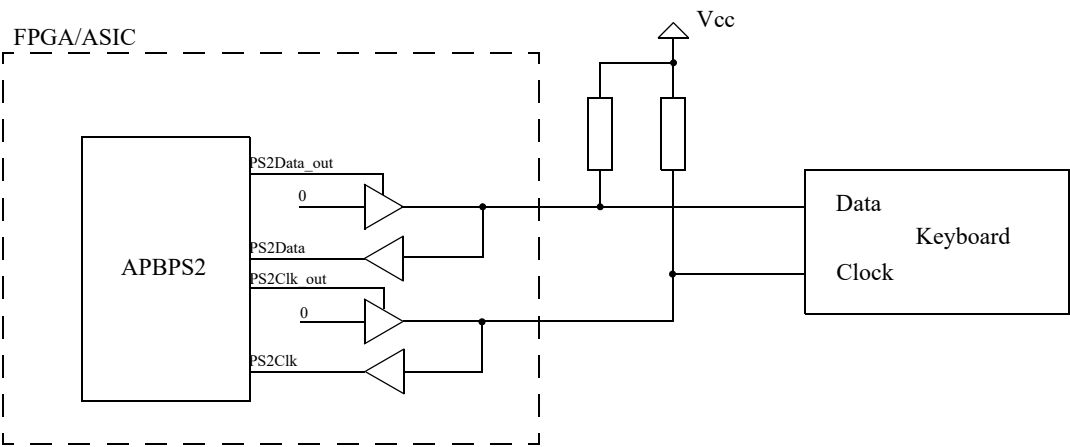 Vcc
FPGA/ASIC
PS2Data_out
0
Data
Keyboard
PS2Data
APBPS2
Clock
PS2Clk_out
0
PS2Clk